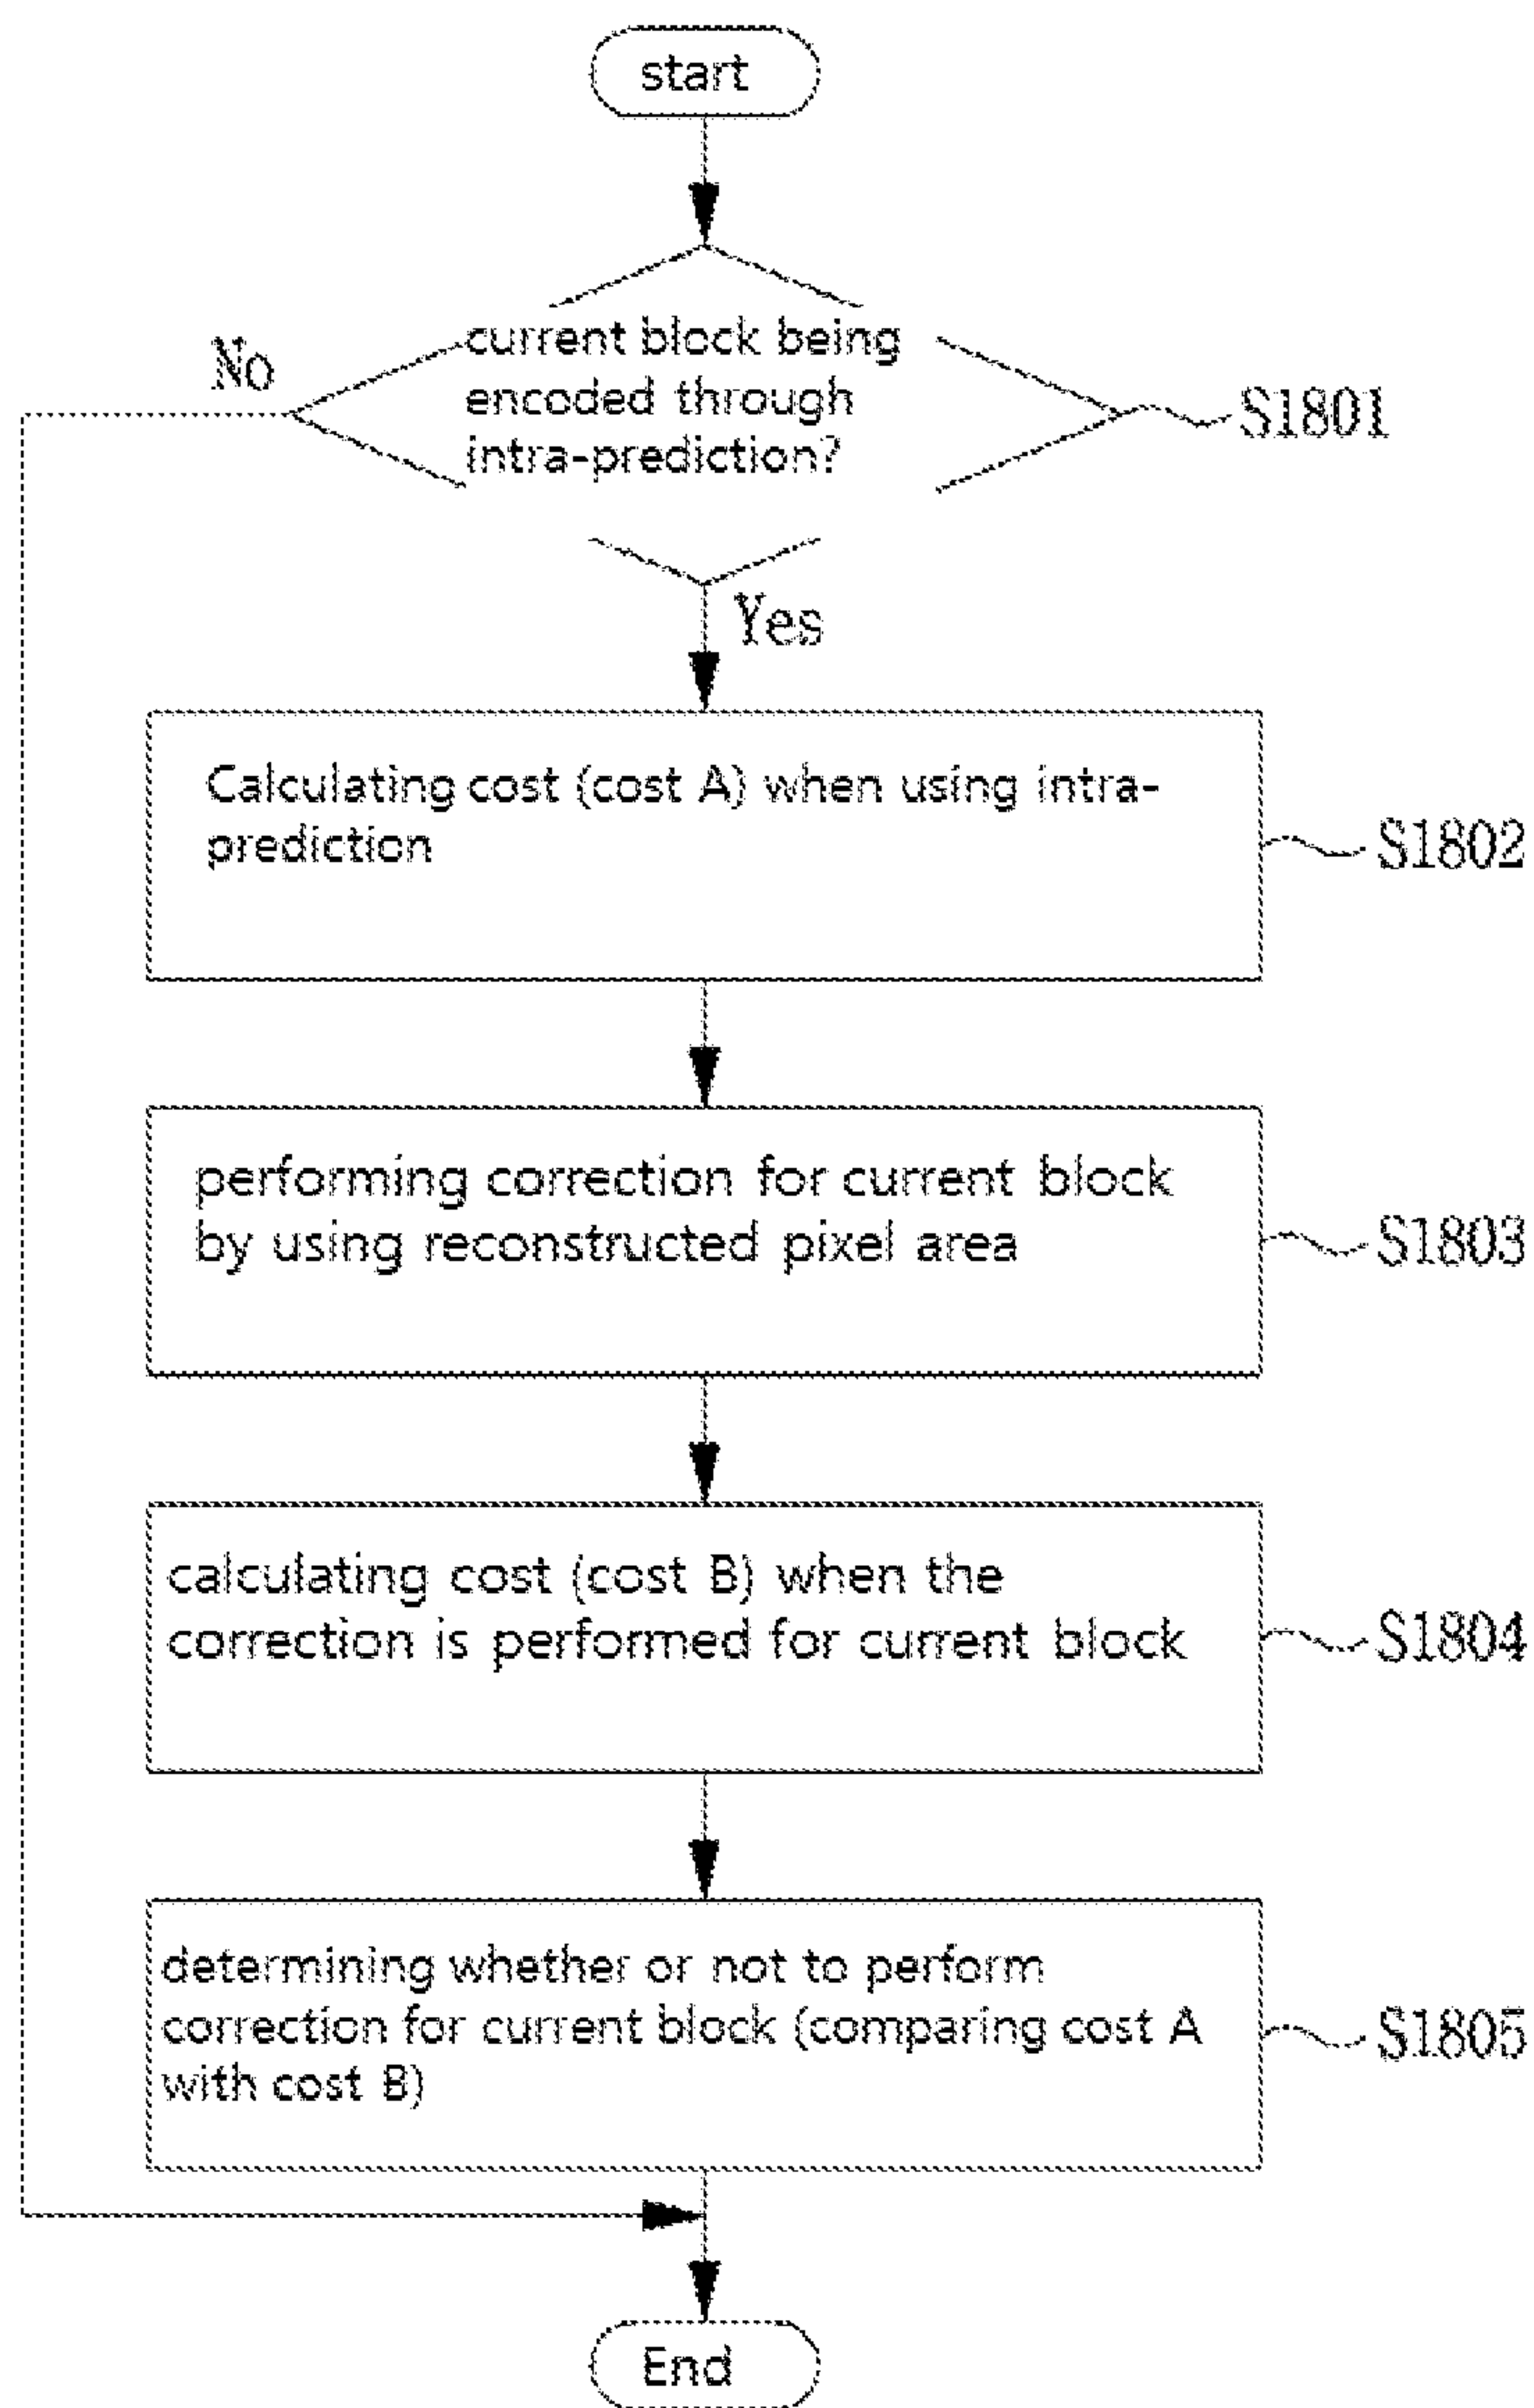 start
No
current block being
encoded through
intra-prediction?
S1801
Yes
Calculating cost (cost A) when using intra-
prediction
S1802
performing correction for current block
by using reconstructed pixel area
S1803
calculating cost (cost B) when the
correction is performed for current block
S1804
determining whether or not to perform
correction for current block (comparing cost A
with cost B)
S1805
End